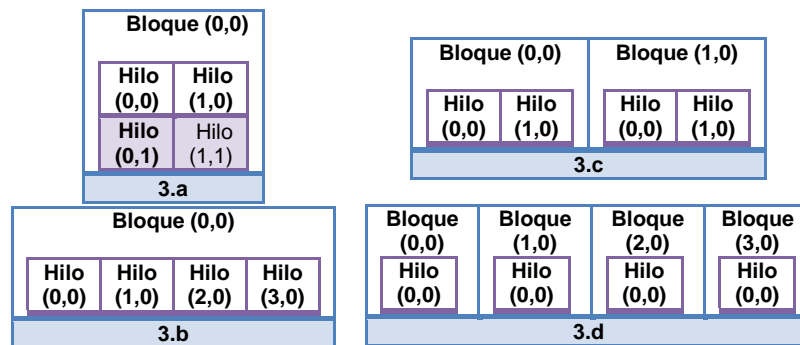 Bloque (0,0)
Hilo Hilo
(0,0) (1,0)
Hilo Hilo
(0,1) (1,1)
3.a
Bloque (0,0) Bloque (1,0)
Hilo Hilo Hilo Hilo
(0,0) (1,0) (0,0) (1,0)
3.c
Bloque (0,0)
Hilo Hilo Hilo Hilo
(0,0) (1,0) (2,0) (3,0)
3.b
Bloque Bloque Bloque Bloque
(0,0) (1,0) (2,0) (3,0)
Hilo Hilo Hilo Hilo
(0,0) (0,0) (0,0) (0,0)
3.d